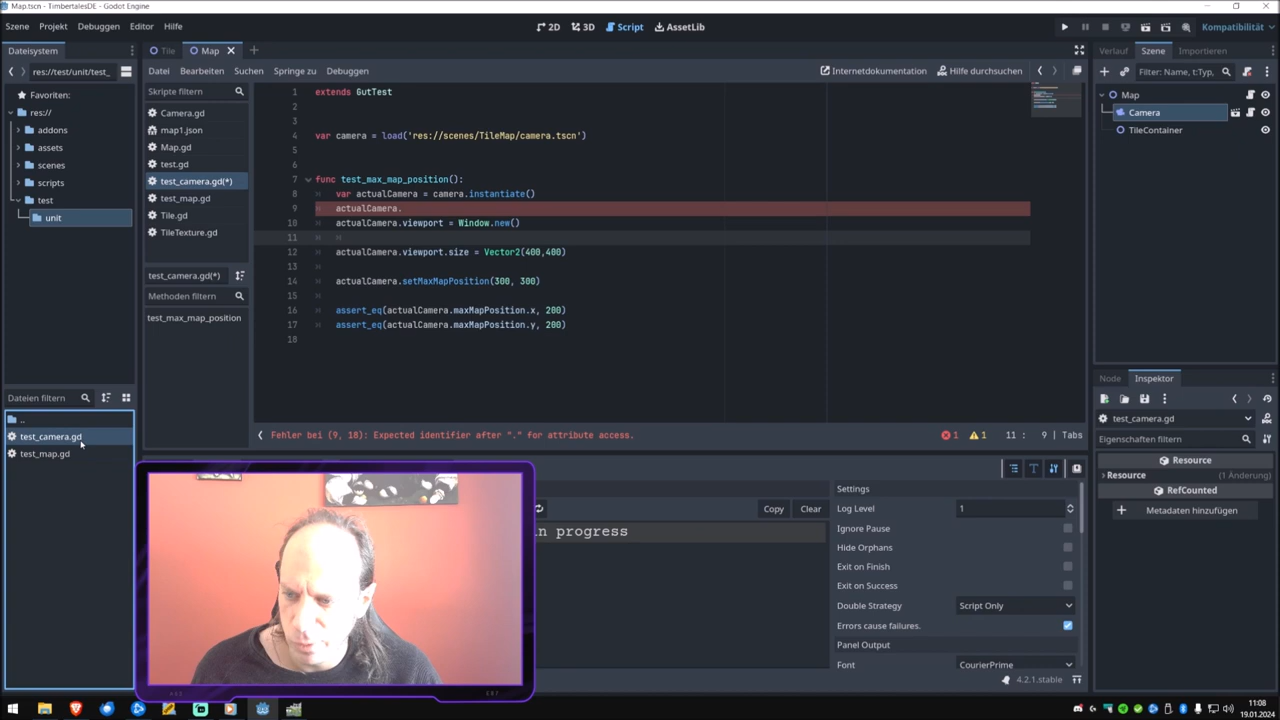 Map.tscn - TimbertalesDE - Godot Engine
Szene Projekt Debuggen Editor Hilfe
2D 3D Script AssetLib
Kompatibilität
Dateisystem
Tile Map
Verlauf Szene Importieren
res://test/unit/test_
Datei Bearbeiten Suchen Springe zu Debuggen
Internetdokumentation Hilfe durchsuchen
Filter: Name, t:Typ,
Favoriten:
res://
addons
assets
scenes
scripts
test
unit
Skripte filtern
Camera.gd
map1.json
Map.gd
test.gd
test_camera.gd(*)
test_map.gd
Tile.gd
TileTexture.gd
test_camera.gd(*)
Methoden filtern
test_max_map_position
1 extends GutTest
2
3
4 var camera = load('res://scenes/TileMap/camera.tscn')
5
6
7 func test_max_map_position():
8 var actualCamera = camera.instantiate()
9 actualCamera.
10 actualCamera.viewport = Window.new()
11
12 actualCamera.viewport.size = Vector2(400,400)
13
14 actualCamera.setMaxMapPosition(300, 300)
15
16 assert_eq(actualCamera.maxMapPosition.x, 200)
17 assert_eq(actualCamera.maxMapPosition.y, 200)
18
Fehler bei (9, 18): Expected identifier after "." for attribute access.
1 1 11 : 9 | Tabs
Map
Camera
TileContainer
Node Inspektor
test_camera.gd
Eigenschaften filtern
Resource
Resource (1 Änderung)
RefCounted
Metadaten hinzufügen
Dateien filtern
..
test_camera.gd
test_map.gd
Copy Clear
in progress
Settings
Log Level 1
Ignore Pause
Hide Orphans
Exit on Finish
Exit on Success
Double Strategy Script Only
Errors cause failures.
Panel Output
Font CourierPrime
4.2.1.stable
11:08
19.01.2024